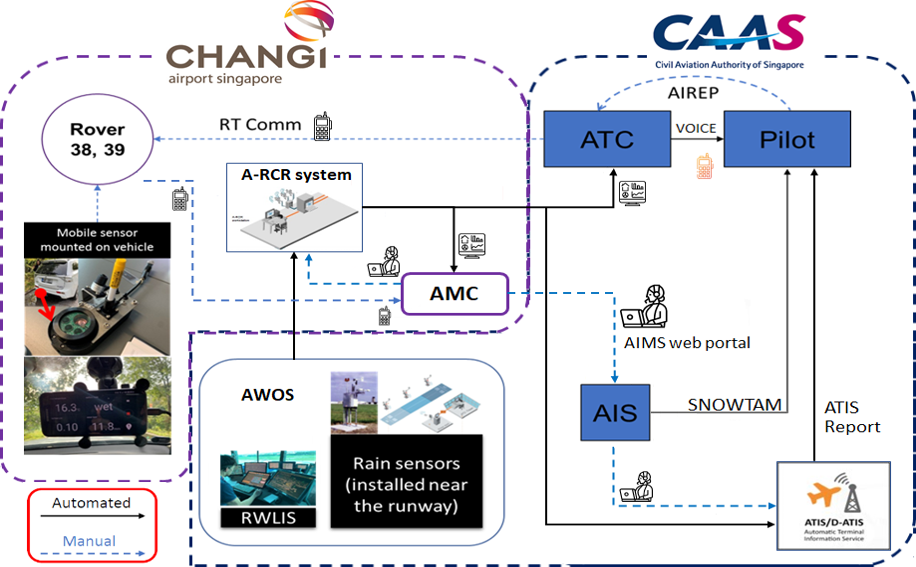 CHANGI
airport singapore
CAAS
Civil Aviation Authority of Singapore
AIREP
Rover
38, 39
RT Comm
ATC
VOICE
Pilot
A-RCR system
Mobile sensor
mounted on vehicle
AMC
AIMS web portal
16.3
wet
0.10
11.8
AWOS
RWLIS
Rain sensors
(installed near
the runway)
AIS
SNOWTAM
ATIS
Report
ATIS/D-ATIS
Automatic Terminal
Information Service
Automated
Manual